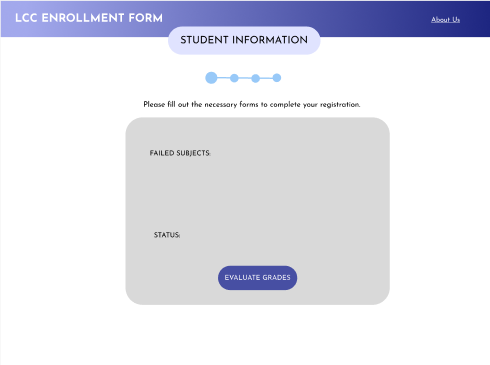 LCC ENROLLMENT FORM
About Us
STUDENT INFORMATION
Please fill out the necessary forms to complete your registration.
FAILED SUBJECTS:
STATUS:
EVALUATE GRADES